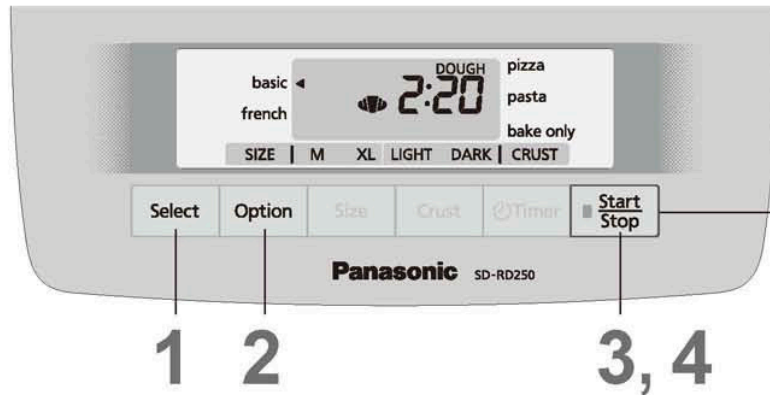 DOUGH
basic
french
2:20
pizza
pasta
bake only
SIZE M XL LIGHT DARK CRUST
Select Option Size Crust Timer Start
Stop
Panasonic SD-RD250
1 2 3, 4